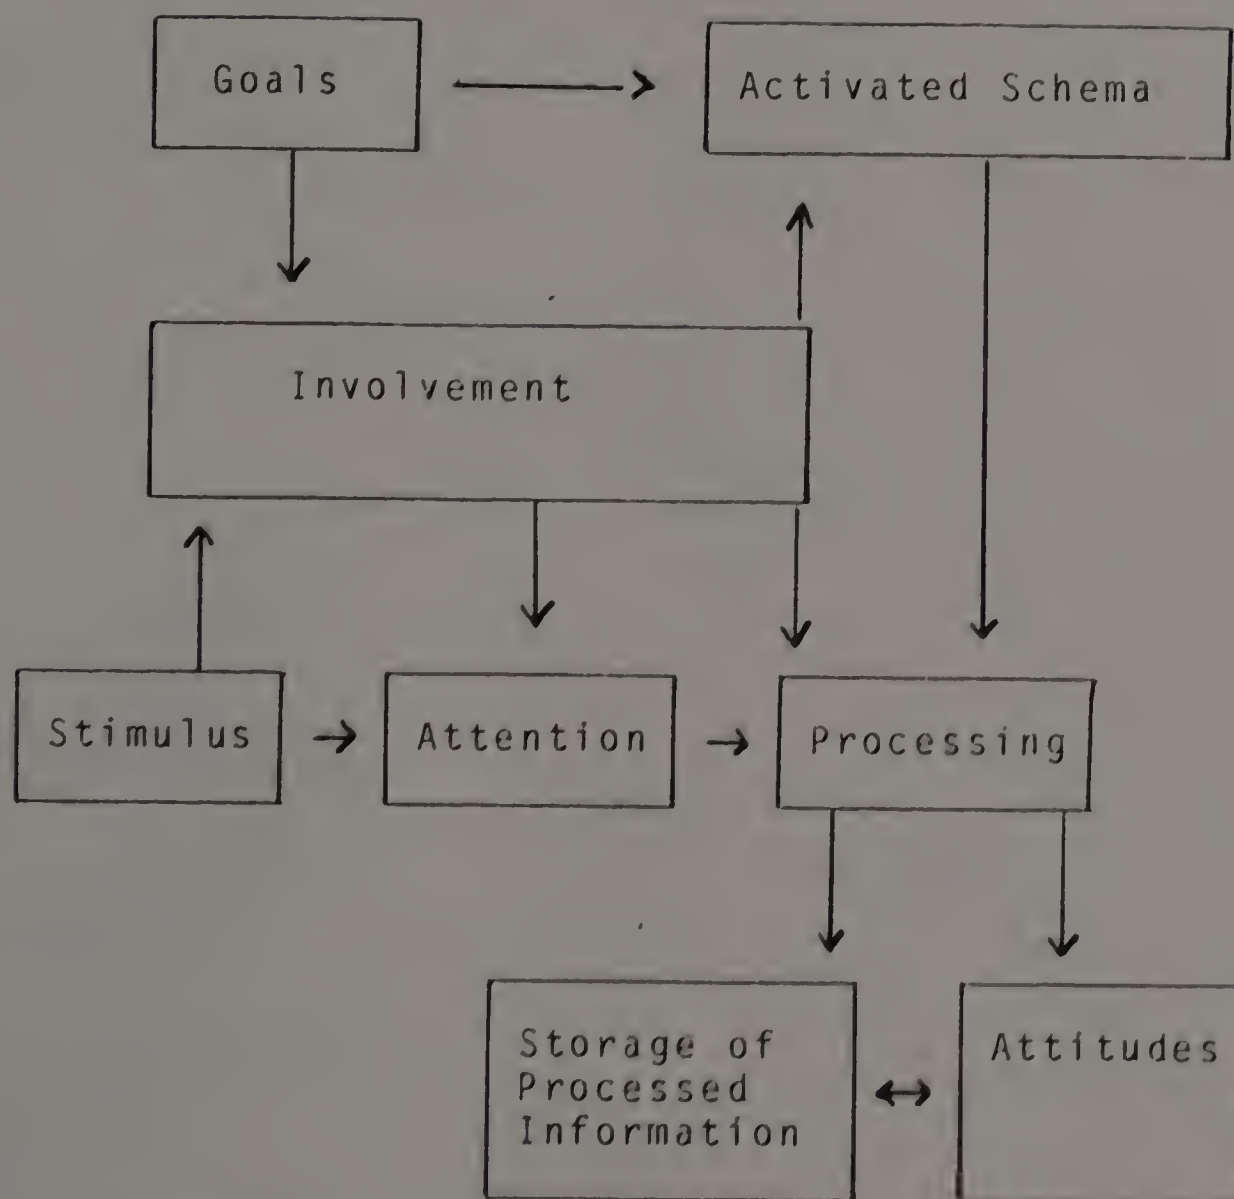 Goals
Activated Schema
Involvement
Stimulus
Attention
Processing
Storage of
Processed
Information
Attitudes